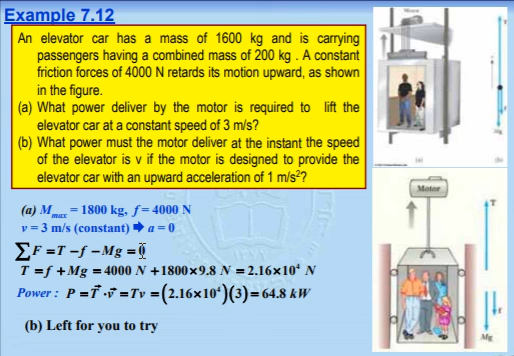 Example 7.12
An elevator car has a mass of 1600 kg and is carrying
passengers having a combined mass of 200 kg . A constant
friction forces of 4000 N retards its motion upward, as shown
in the figure.
(a) What power deliver by the motor is required to lift the
elevator car at a constant speed of 3 m/s?
(b) What power must the motor deliver at the instant the speed
of the elevator is v if the motor is designed to provide the
elevator car with an upward acceleration of 1 m/s²?
(a) M_max = 1800 kg, f = 4000 N
v = 3 m/s (constant) ➔ a = 0
∑F = T − f − Mg = 0
T = f + Mg = 4000 N + 1800×9.8 N = 2.16×10⁴ N
Power : P = T⃗ · v⃗ = Tv = (2.16×10⁴)(3) = 64.8 kW
(b) Left for you to try
Motor
T
f
Mg
(a)
Motor
T
f
Mg